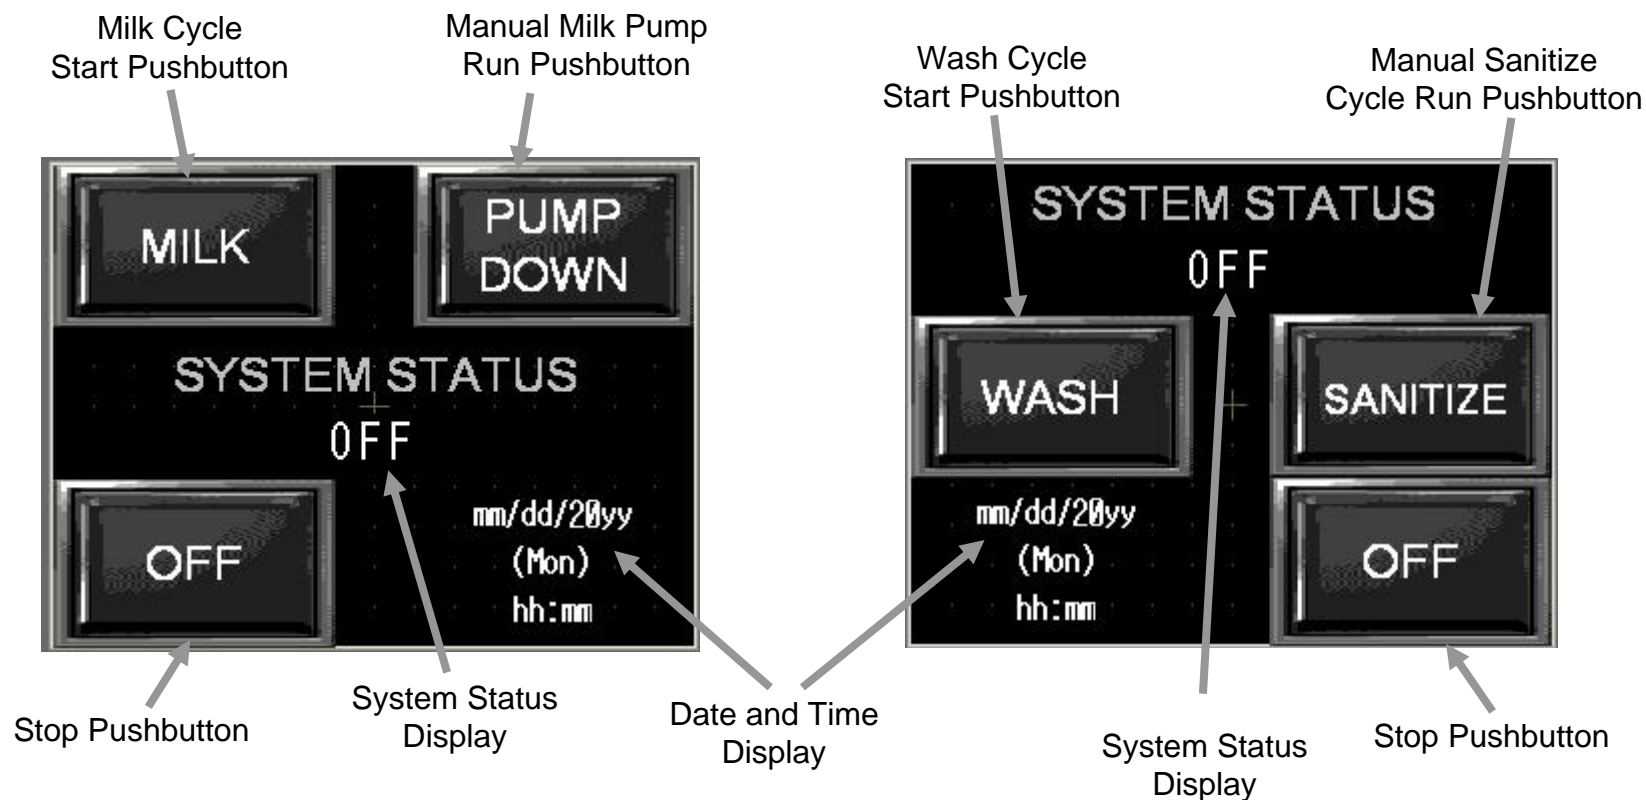 Milk Cycle
Start Pushbutton
Manual Milk Pump
Run Pushbutton
Wash Cycle
Start Pushbutton
Manual Sanitize
Cycle Run Pushbutton
MILK
PUMP
DOWN
SYSTEM STATUS
OFF
OFF
mm/dd/20yy
(Mon)
hh:mm
SYSTEM STATUS
OFF
WASH
SANITIZE
mm/dd/20yy
(Mon)
hh:mm
OFF
Stop Pushbutton
System Status
Display
Date and Time
Display
System Status
Display
Stop Pushbutton